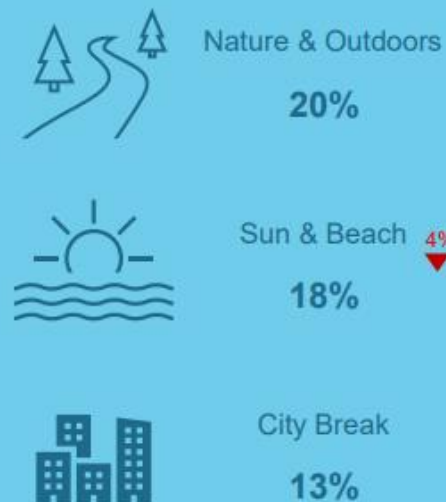 Nature & Outdoors
20%
Sun & Beach 4%
18%
City Break
13%